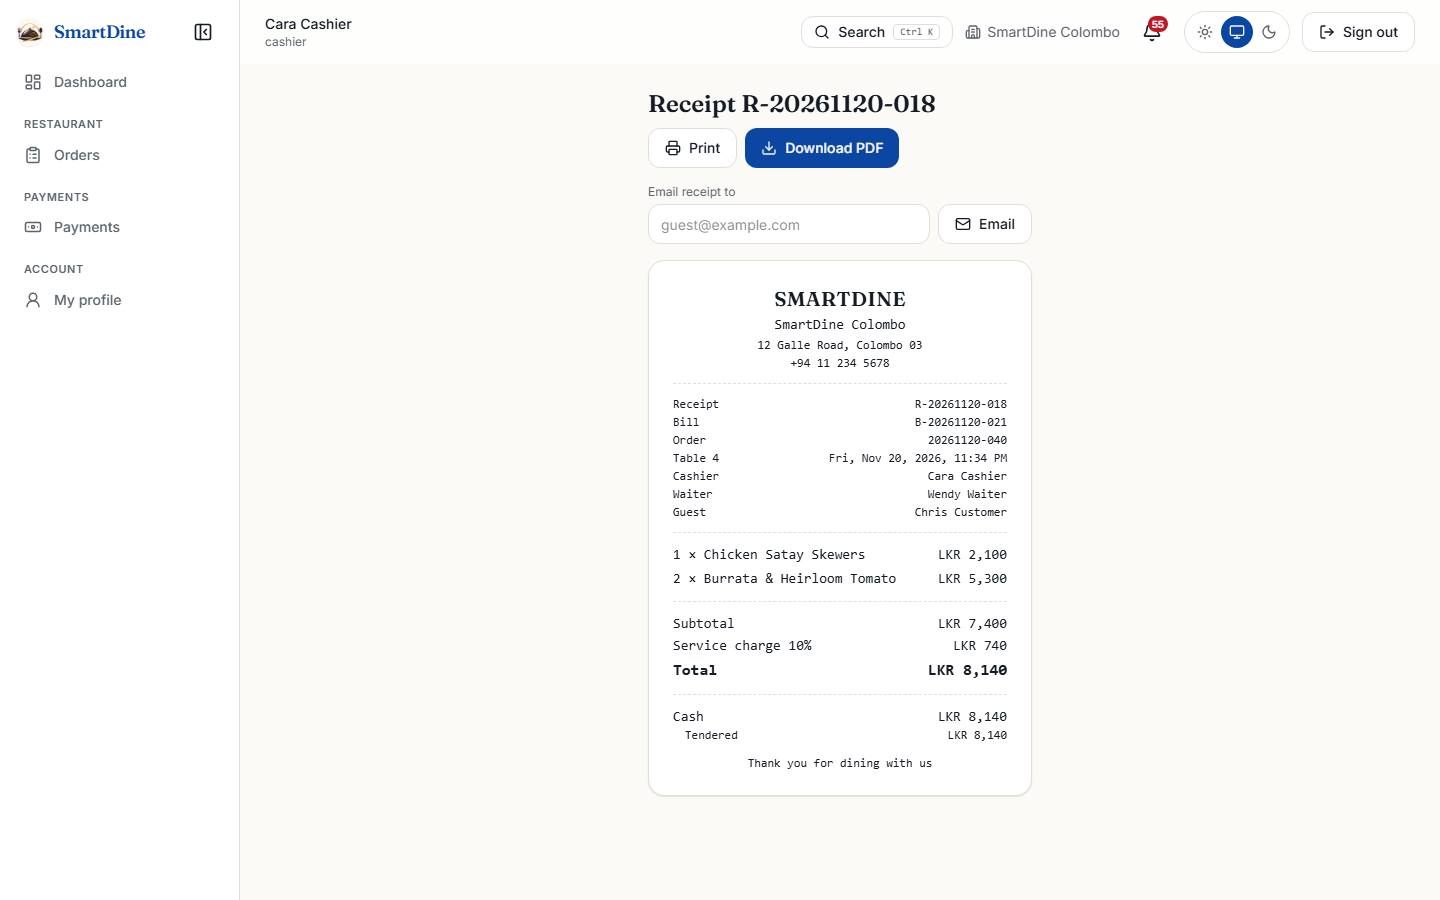 SmartDine
Dashboard
RESTAURANT
Orders
PAYMENTS
Payments
ACCOUNT
My profile
Cara Cashier
cashier
Search Ctrl K
SmartDine Colombo
55
Sign out
Receipt R-20261120-018
Print
Download PDF
Email receipt to
guest@example.com
Email
SMARTDINE
SmartDine Colombo
12 Galle Road, Colombo 03
+94 11 234 5678
Receipt R-20261120-018
Bill B-20261120-021
Order 20261120-040
Table 4 Fri, Nov 20, 2026, 11:34 PM
Cashier Cara Cashier
Waiter Wendy Waiter
Guest Chris Customer
1 × Chicken Satay Skewers LKR 2,100
2 × Burrata & Heirloom Tomato LKR 5,300
Subtotal LKR 7,400
Service charge 10% LKR 740
Total LKR 8,140
Cash LKR 8,140
Tendered LKR 8,140
Thank you for dining with us